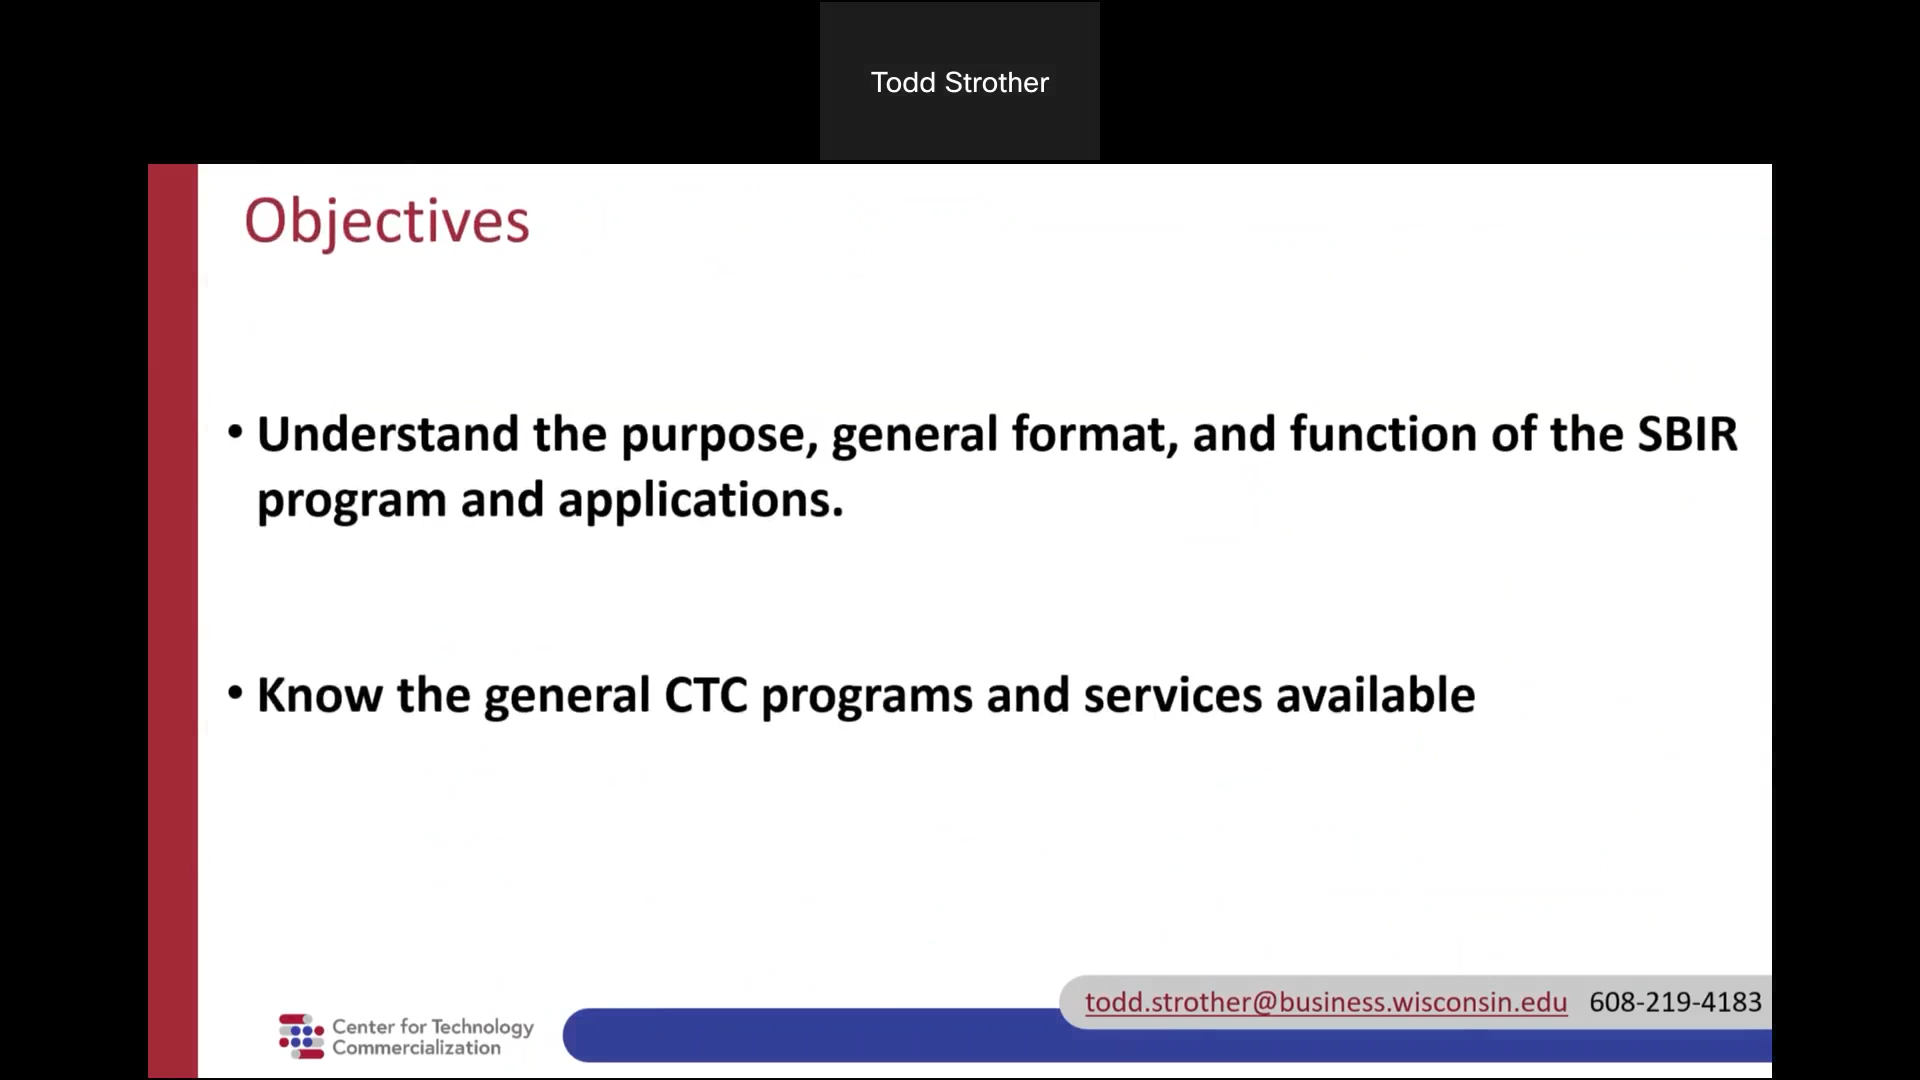 Todd Strother
Objectives
• Understand the purpose, general format, and function of the SBIR
program and applications.
• Know the general CTC programs and services available
todd.strother@business.wisconsin.edu 608-219-4183
Center for Technology
Commercialization